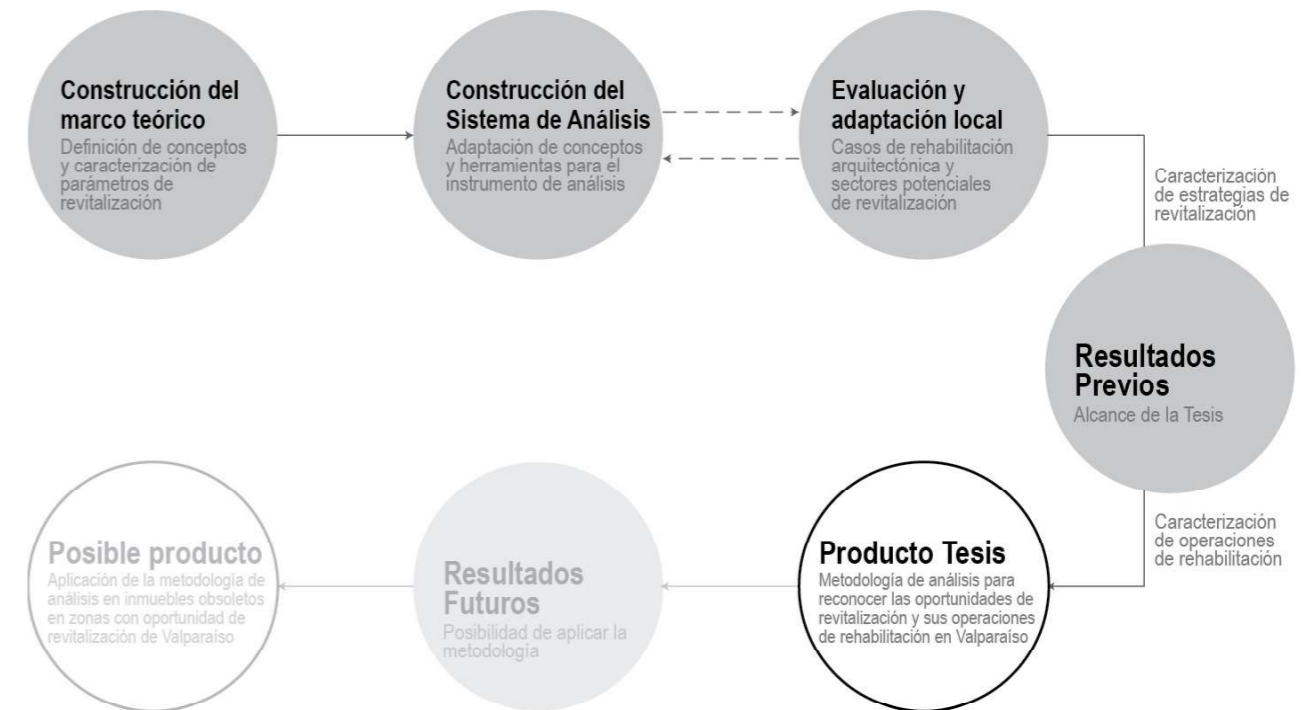 Construcción del
marco teórico
Definición de conceptos
y caracterización de
parámetros de
revitalización
Construcción del
Sistema de Análisis
Adaptación de conceptos
y herramientas para el
instrumento de análisis
Evaluación y
adaptación local
Casos de rehabilitación
arquitectónica y
sectores potenciales
de revitalización
Caracterización
de estrategias de
revitalización
Resultados
Previos
Alcance de la Tesis
Caracterización
de operaciones
de rehabilitación
Producto Tesis
Metodología de análisis para
reconocer las oportunidades de
revitalización y sus operaciones
de rehabilitación en Valparaíso
Resultados
Futuros
Posibilidad de aplicar la
metodología
Posible producto
Aplicación de la metodología de
análisis en inmuebles obsoletos
en zonas con oportunidad de
revitalización de Valparaíso